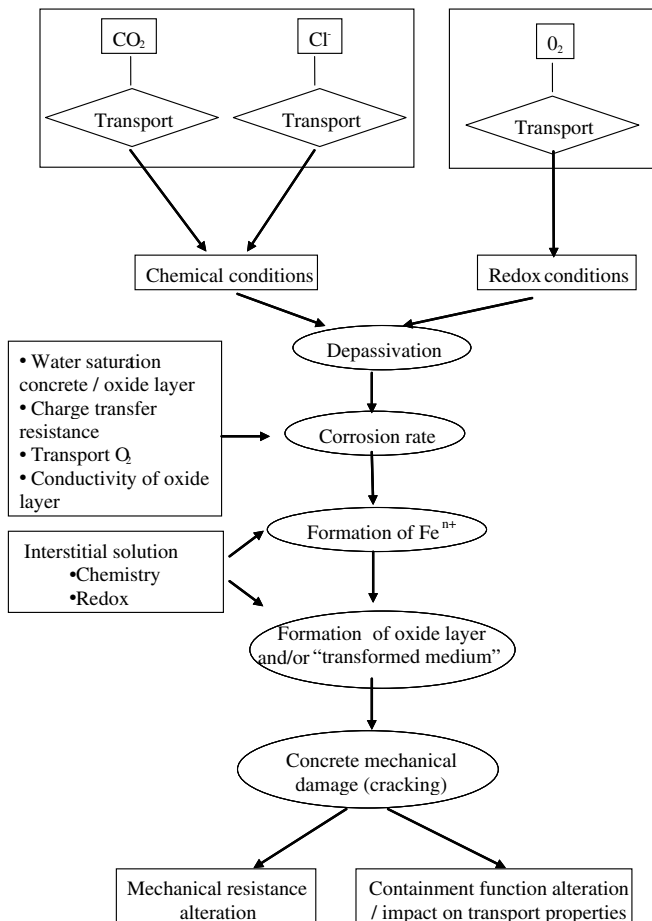 CO₂
Cl⁻
0₂
Transport
Transport
Transport
Chemical conditions
Redox conditions
Depassivation
• Water saturation
concrete / oxide layer
• Charge transfer
resistance
• Transport O₂
• Conductivity of oxide
layer
Corrosion rate
Formation of Feⁿ⁺
Interstitial solution
•Chemistry
•Redox
Formation of oxide layer
and/or “transformed medium”
Concrete mechanical
damage (cracking)
Mechanical resistance
alteration
Containment function alteration
/ impact on transport properties